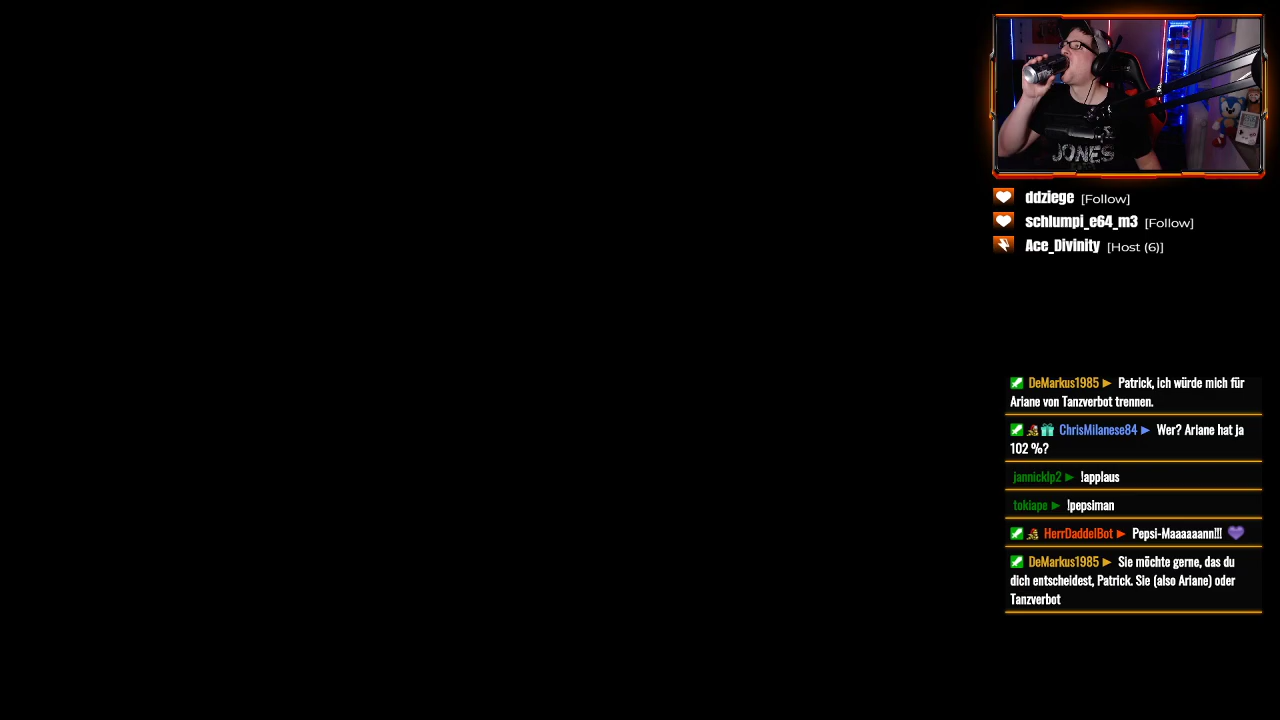 JONES
ddziege [Follow]
schlumpi_e64_m3 [Follow]
Ace_Divinity [Host (6)]
DeMarkus1985 ► Patrick, ich würde mich für
Ariane von Tanzverbot trennen.
ChrisMilanese84 ► Wer? Ariane hat ja
102 %?
jannicklp2 ► !applaus
tokiape ► !pepsiman
HerrDaddelBot ► Pepsi-Maaaaaann!!! 💜
DeMarkus1985 ► Sie möchte gerne, das du
dich entscheidest, Patrick. Sie (also Ariane) oder
Tanzverbot